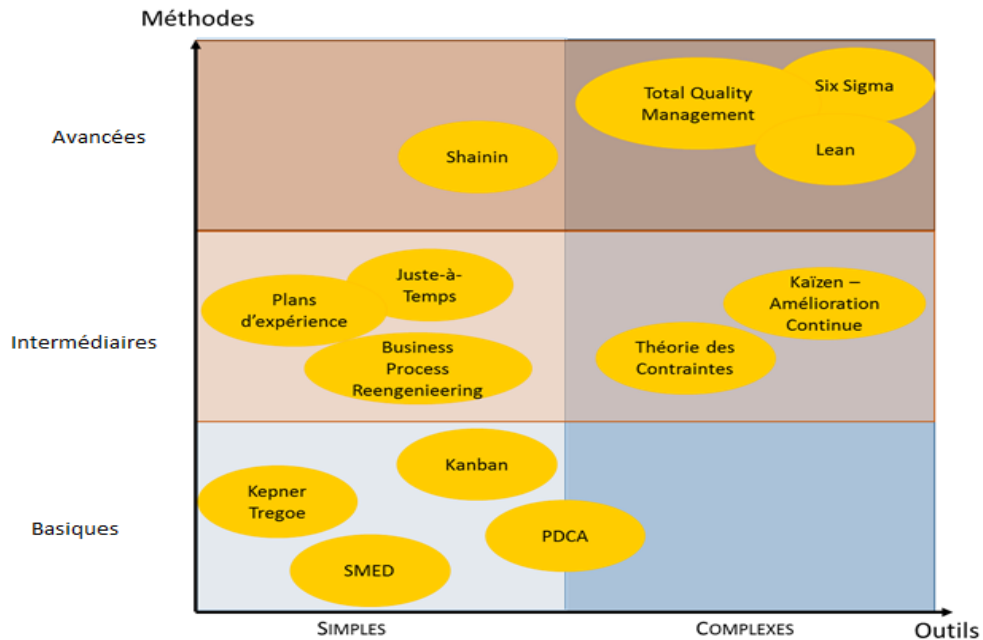 Méthodes
Avancées
Total Quality
Management
Six Sigma
Shainin
Lean
Intermédiaires
Plans
d’expérience
Juste-à-
Temps
Business
Process
Reengenieering
Kaïzen –
Amélioration
Continue
Théorie des
Contraintes
Basiques
Kanban
Kepner
Tregoe
PDCA
SMED
SIMPLES
COMPLEXES
Outils